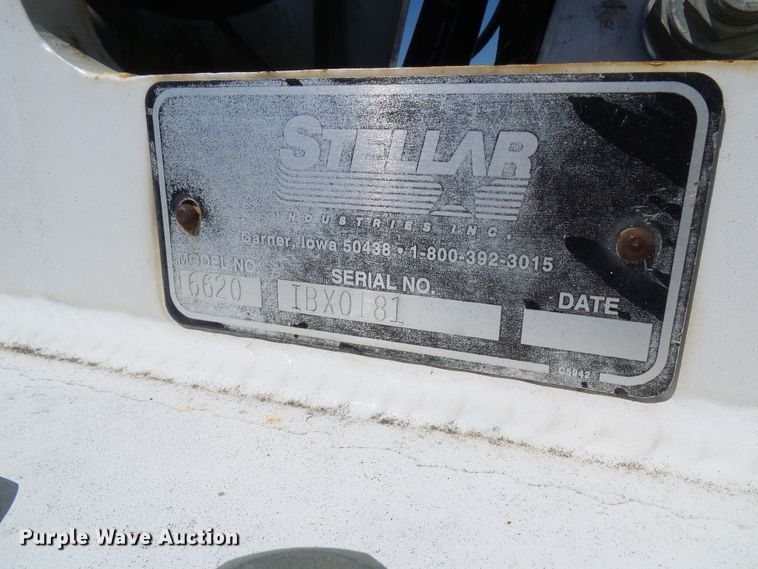 STELLAR
INDUSTRIES INC.
Garner, Iowa 50438 • 1-800-392-3015
MODEL NO. SERIAL NO. DATE
6620 IBX0181
C5942
Purple Wave Auction